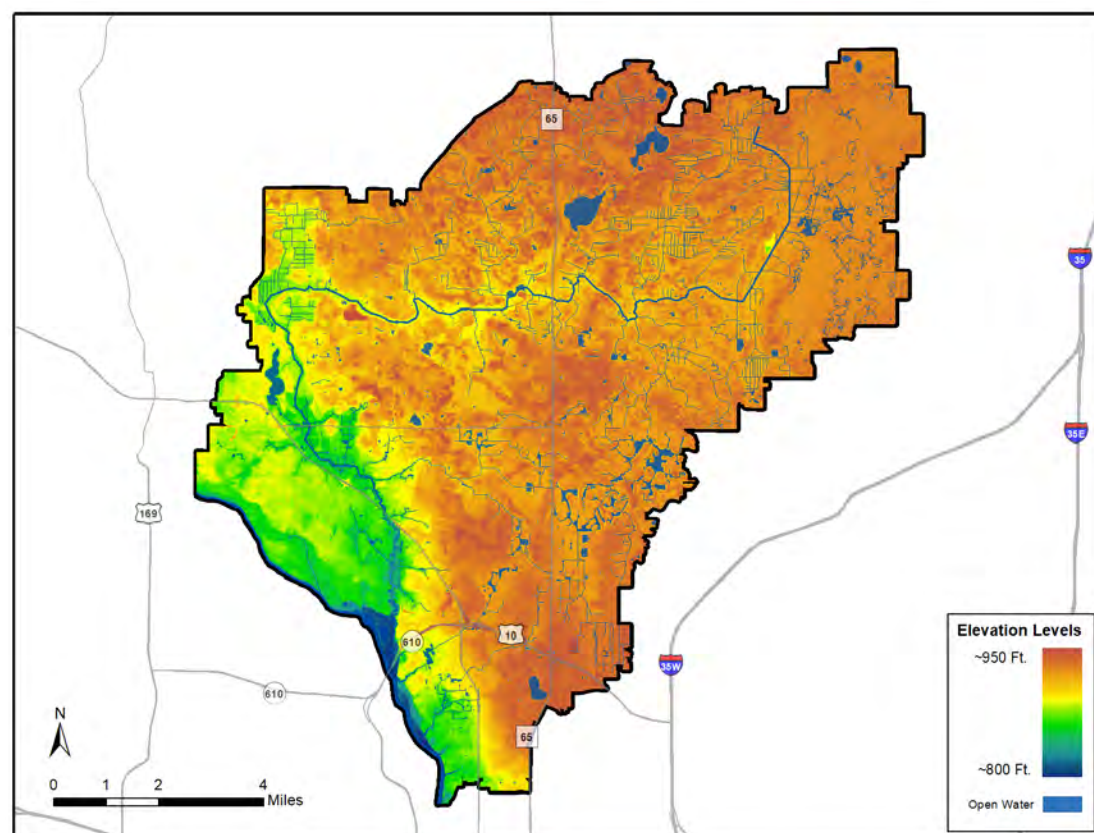 65
35
35E
169
610
10
35W
610
65
N
0 1 2 4
Miles
Elevation Levels
~950 Ft.
~800 Ft.
Open Water